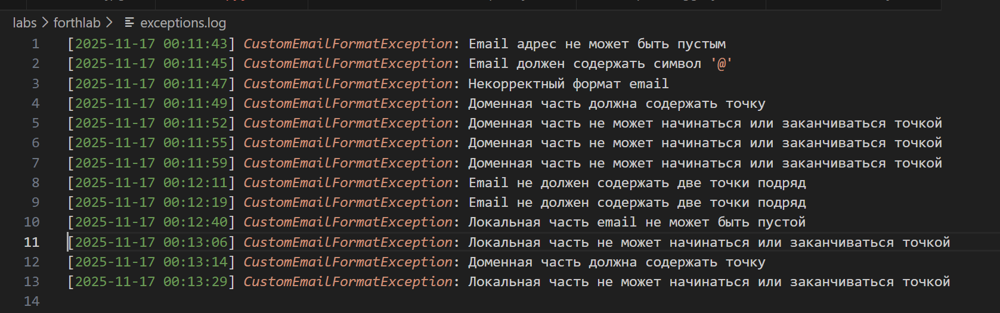 labs > forthlab > exceptions.log
1 [2025-11-17 00:11:43] CustomEmailFormatException: Email адрес не может быть пустым
2 [2025-11-17 00:11:45] CustomEmailFormatException: Email должен содержать символ '@'
3 [2025-11-17 00:11:47] CustomEmailFormatException: Некорректный формат email
4 [2025-11-17 00:11:49] CustomEmailFormatException: Доменная часть должна содержать точку
5 [2025-11-17 00:11:52] CustomEmailFormatException: Доменная часть не может начинаться или заканчиваться точкой
6 [2025-11-17 00:11:55] CustomEmailFormatException: Доменная часть не может начинаться или заканчиваться точкой
7 [2025-11-17 00:11:59] CustomEmailFormatException: Доменная часть не может начинаться или заканчиваться точкой
8 [2025-11-17 00:12:11] CustomEmailFormatException: Email не должен содержать две точки подряд
9 [2025-11-17 00:12:19] CustomEmailFormatException: Email не должен содержать две точки подряд
10 [2025-11-17 00:12:40] CustomEmailFormatException: Локальная часть email не может быть пустой
11 [2025-11-17 00:13:06] CustomEmailFormatException: Локальная часть не может начинаться или заканчиваться точкой
12 [2025-11-17 00:13:14] CustomEmailFormatException: Доменная часть должна содержать точку
13 [2025-11-17 00:13:29] CustomEmailFormatException: Локальная часть не может начинаться или заканчиваться точкой
14